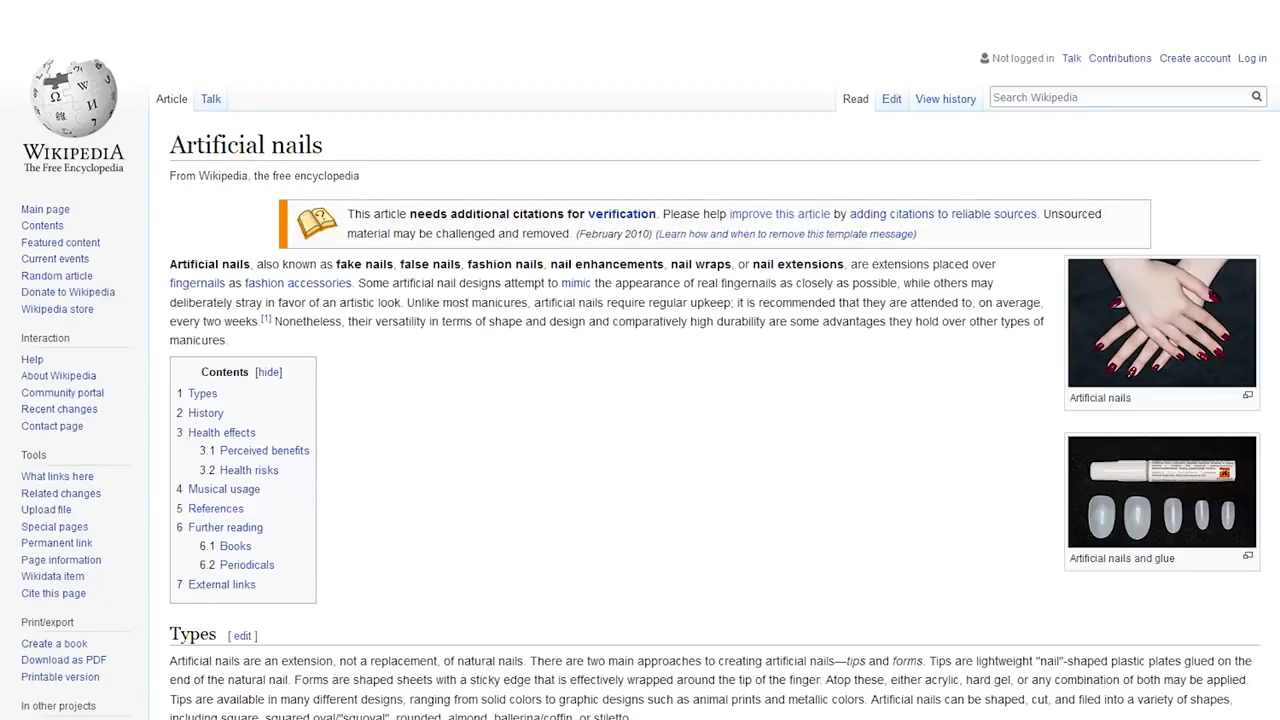 Not logged in Talk Contributions Create account Log in
Article Talk Read Edit View history Search Wikipedia
WIKIPEDIA
The Free Encyclopedia
Main page
Contents
Featured content
Current events
Random article
Donate to Wikipedia
Wikipedia store
Interaction
Help
About Wikipedia
Community portal
Recent changes
Contact page
Tools
What links here
Related changes
Upload file
Special pages
Permanent link
Page information
Wikidata item
Cite this page
Print/export
Create a book
Download as PDF
Printable version
In other projects
Artificial nails
From Wikipedia, the free encyclopedia
This article needs additional citations for verification. Please help improve this article by adding citations to reliable sources. Unsourced
material may be challenged and removed. (February 2010) (Learn how and when to remove this template message)
Artificial nails, also known as fake nails, false nails, fashion nails, nail enhancements, nail wraps, or nail extensions, are extensions placed over
fingernails as fashion accessories. Some artificial nail designs attempt to mimic the appearance of real fingernails as closely as possible, while others may
deliberately stray in favor of an artistic look. Unlike most manicures, artificial nails require regular upkeep; it is recommended that they are attended to, on average,
every two weeks.[1] Nonetheless, their versatility in terms of shape and design and comparatively high durability are some advantages they hold over other types of
manicures.
Artificial nails
Artificial nails and glue
Contents [hide]
1 Types
2 History
3 Health effects
3.1 Perceived benefits
3.2 Health risks
4 Musical usage
5 References
6 Further reading
6.1 Books
6.2 Periodicals
7 External links
Types [ edit ]
Artificial nails are an extension, not a replacement, of natural nails. There are two main approaches to creating artificial nails—tips and forms. Tips are lightweight "nail"-shaped plastic plates glued on the
end of the natural nail. Forms are shaped sheets with a sticky edge that is effectively wrapped around the tip of the finger. Atop these, either acrylic, hard gel, or any combination of both may be applied.
Tips are available in many different designs, ranging from solid colors to graphic designs such as animal prints and metallic colors. Artificial nails can be shaped, cut, and filed into a variety of shapes,
including square, squared oval/"squoval", rounded, almond, ballerina/coffin, or stiletto.